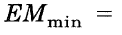 EM_min =